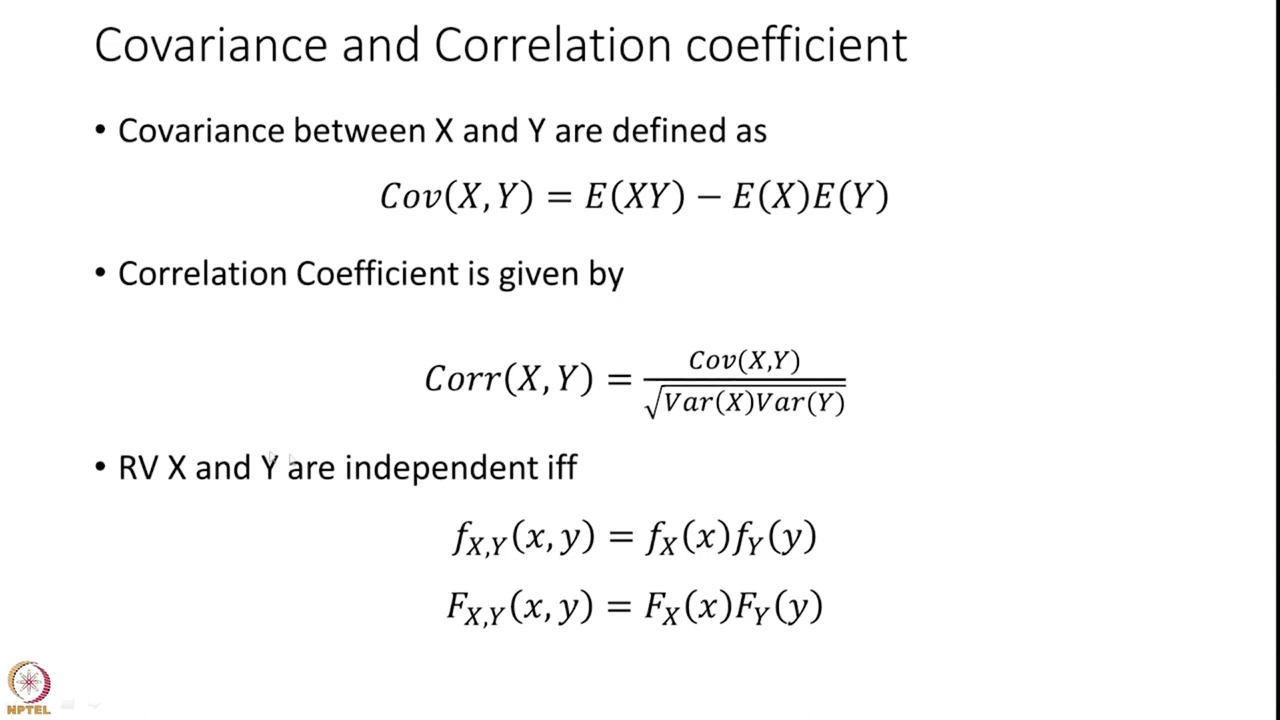 Covariance and Correlation coefficient
• Covariance between X and Y are defined as
Cov(X, Y) = E(XY) − E(X)E(Y)
• Correlation Coefficient is given by
Corr(X, Y) = Cov(X,Y) / √Var(X)Var(Y)
• RV X and Y are independent iff
f_{X,Y}(x, y) = f_X(x)f_Y(y)
F_{X,Y}(x, y) = F_X(x)F_Y(y)
NPTEL